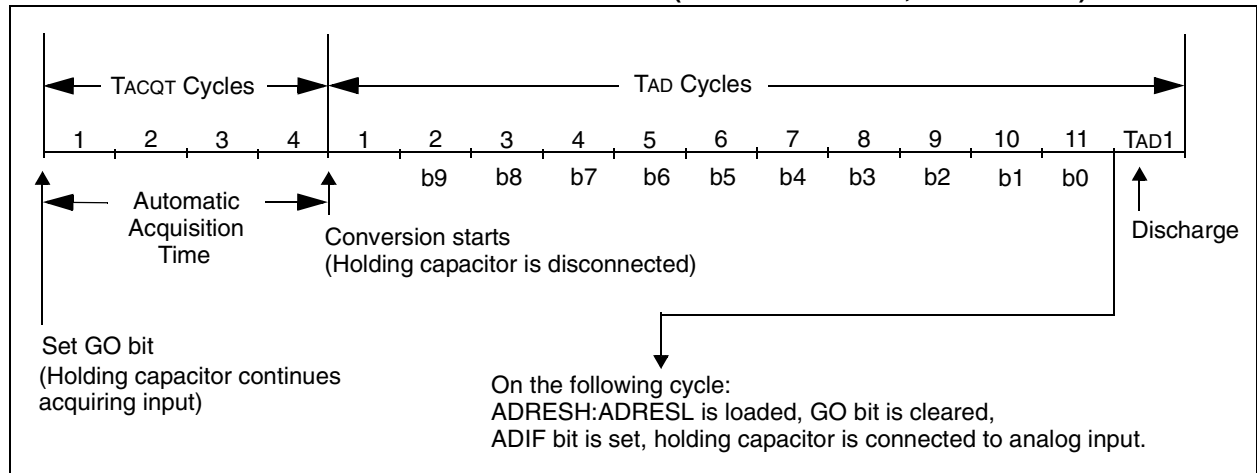 TACQT Cycles
TAD Cycles
1 2 3 4 1 2 3 4 5 6 7 8 9 10 11 TAD1
b9 b8 b7 b6 b5 b4 b3 b2 b1 b0
Automatic
Acquisition
Time
Conversion starts
(Holding capacitor is disconnected)
Discharge
Set GO bit
(Holding capacitor continues
acquiring input)
On the following cycle:
ADRESH:ADRESL is loaded, GO bit is cleared,
ADIF bit is set, holding capacitor is connected to analog input.